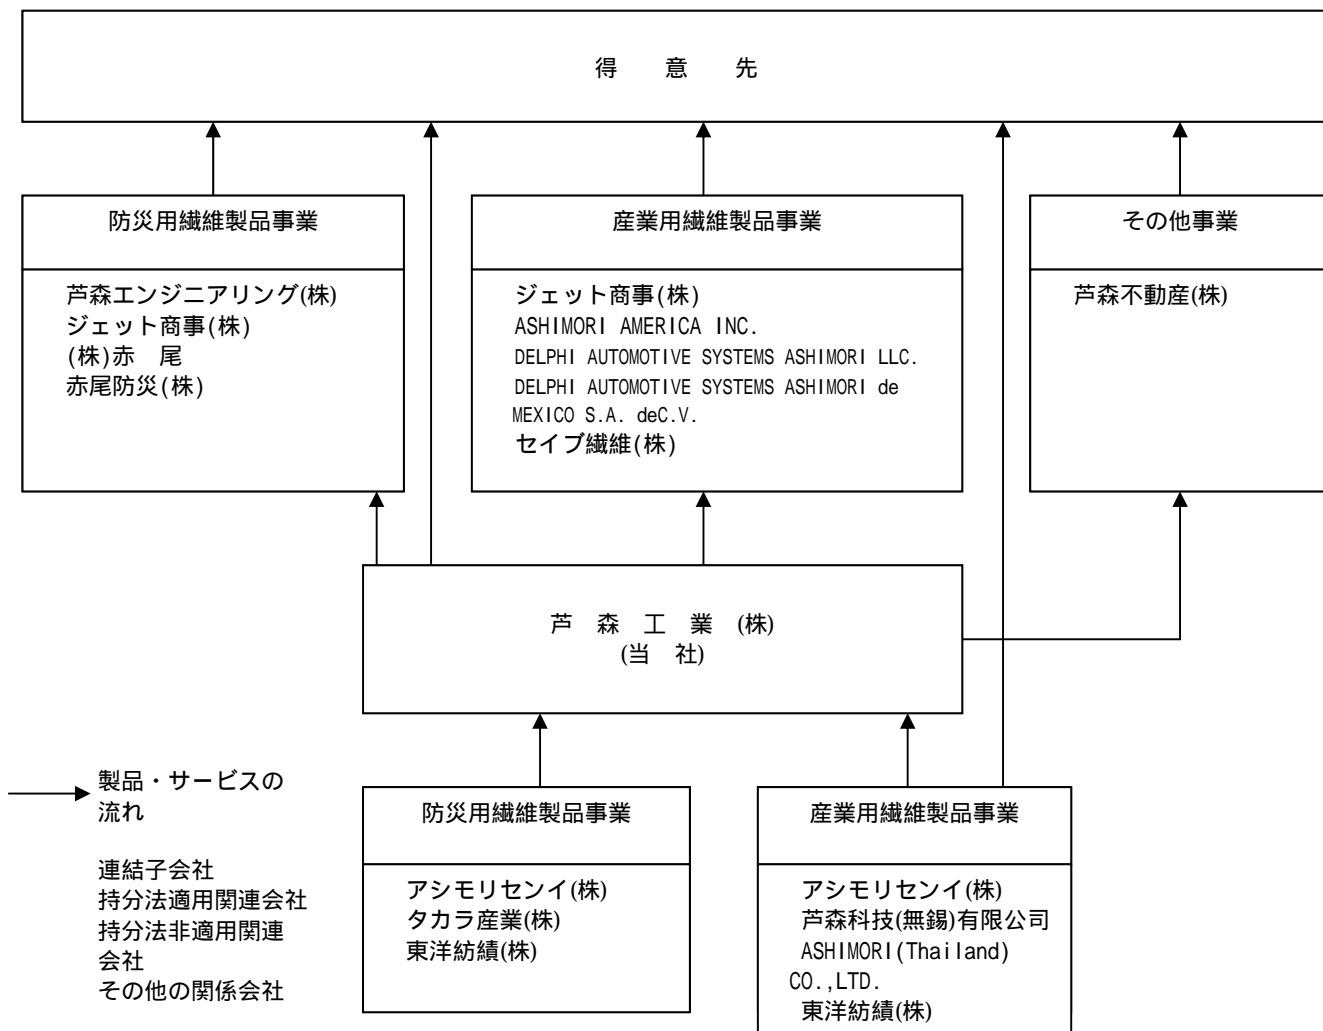 得 意 先
防災用繊維製品事業
芦森エンジニアリング(株)
ジェット商事(株)
(株)赤 尾
赤尾防災(株)
産業用繊維製品事業
ジェット商事(株)
ASHIMORI AMERICA INC.
DELPHI AUTOMOTIVE SYSTEMS ASHIMORI LLC.
DELPHI AUTOMOTIVE SYSTEMS ASHIMORI de
MEXICO S.A. deC.V.
セイブ繊維(株)
その他事業
芦森不動産(株)
芦 森 工 業 (株)
(当 社)
製品・サービスの
流れ
連結子会社
持分法適用関連会社
持分法非適用関連
会社
その他の関係会社
防災用繊維製品事業
アシモリセンイ(株)
タカラ産業(株)
東洋紡績(株)
産業用繊維製品事業
アシモリセンイ(株)
芦森科技(無錫)有限公司
ASHIMORI(Thailand)
CO.,LTD.
東洋紡績(株)